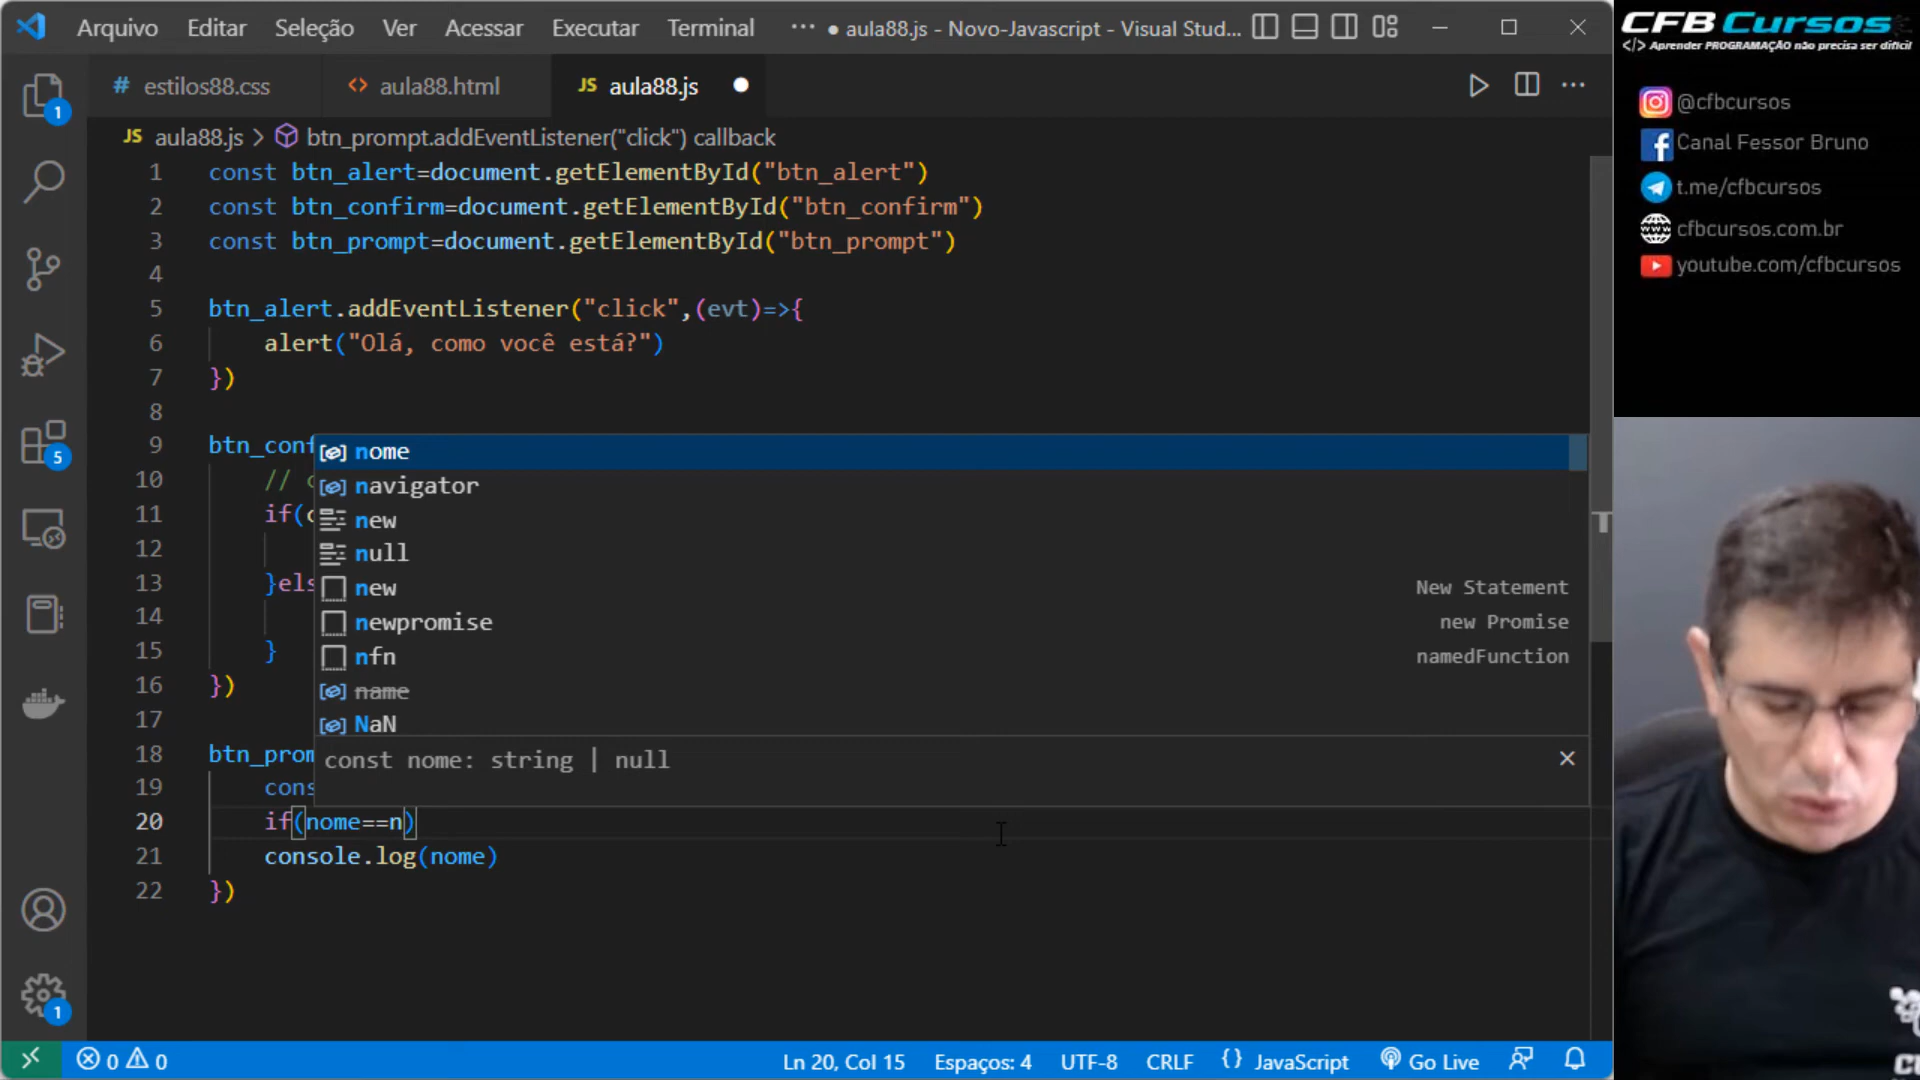 Arquivo Editar Seleção Ver Acessar Executar Terminal ··· ● aula88.js - Novo-Javascript - Visual Stud...
# estilos88.css <> aula88.html JS aula88.js
JS aula88.js > btn_prompt.addEventListener("click") callback
1 const btn_alert=document.getElementById("btn_alert")
2 const btn_confirm=document.getElementById("btn_confirm")
3 const btn_prompt=document.getElementById("btn_prompt")
4
5 btn_alert.addEventListener("click",(evt)=>{
6 alert("Olá, como você está?")
7 })
8
9 btn_conf
10 // c
11 if(c
12
13 }els
14
15 }
16 })
17
18 btn_prom
19 cons
20 if(nome==n)
21 console.log(nome)
22 })
nome
navigator
new
null
new New Statement
newpromise new Promise
nfn namedFunction
name
NaN
const nome: string | null
1
5
1
0 0
Ln 20, Col 15 Espaços: 4 UTF-8 CRLF {} JavaScript Go Live
CFB Cursos
</> Aprender PROGRAMAÇÃO não precisa ser difícil
@cfbcursos
Canal Fessor Bruno
t.me/cfbcursos
cfbcursos.com.br
youtube.com/cfbcursos